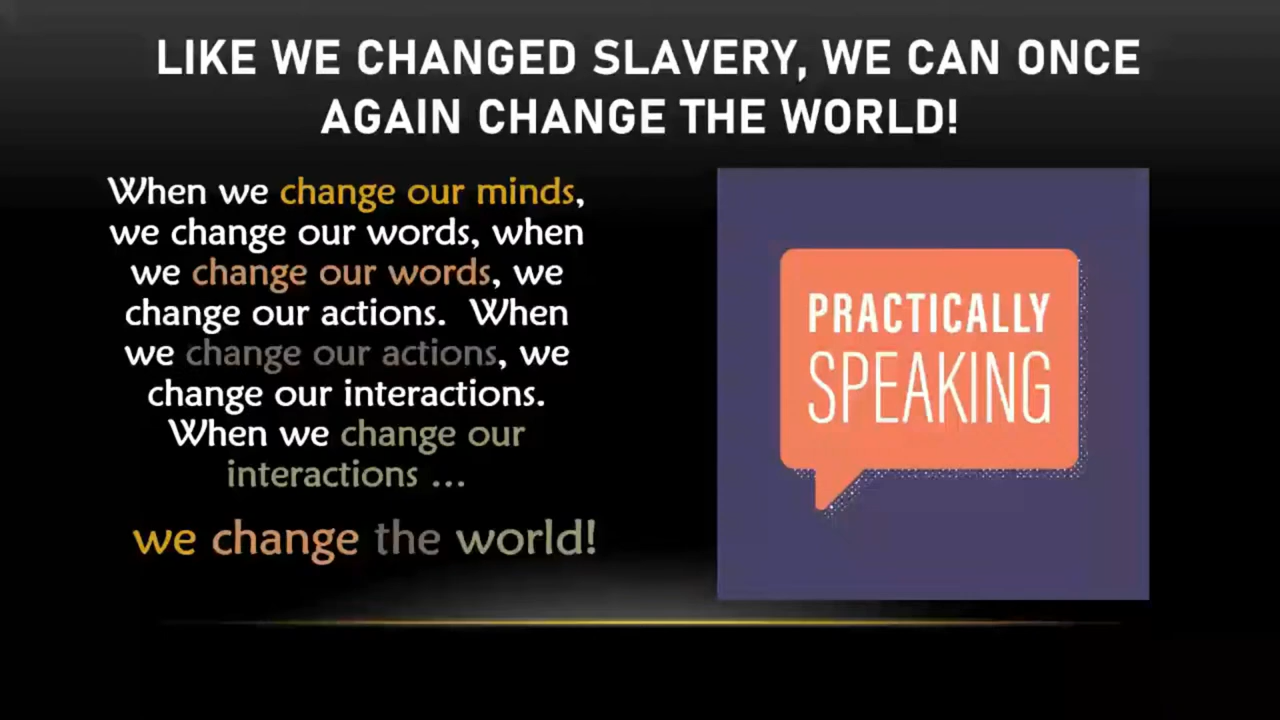 LIKE WE CHANGED SLAVERY, WE CAN ONCE
AGAIN CHANGE THE WORLD!
When we change our minds,
we change our words, when
we change our words, we
change our actions.  When
we change our actions, we
change our interactions.
When we change our
interactions ...
we change the world!
PRACTICALLY
SPEAKING